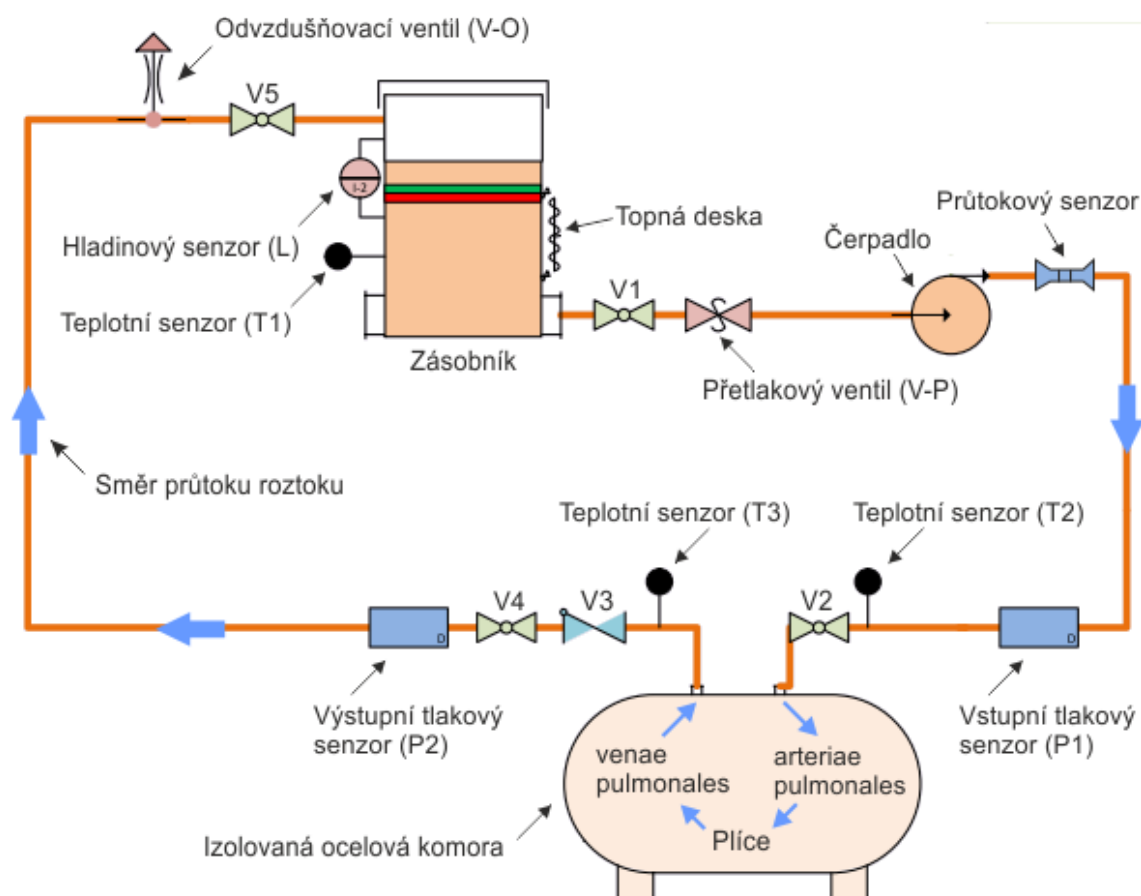 Odvzdušňovací ventil (V-O)
V5
I-2
Hladinový senzor (L)
Teplotní senzor (T1)
Zásobník
Topná deska
V1
Přetlakový ventil (V-P)
Čerpadlo
Průtokový senzor
Směr průtoku roztoku
Teplotní senzor (T3)
Teplotní senzor (T2)
V4
V3
V2
D
D
Výstupní tlakový
senzor (P2)
Vstupní tlakový
senzor (P1)
venae
pulmonales
arteriae
pulmonales
Plíce
Izolovaná ocelová komora